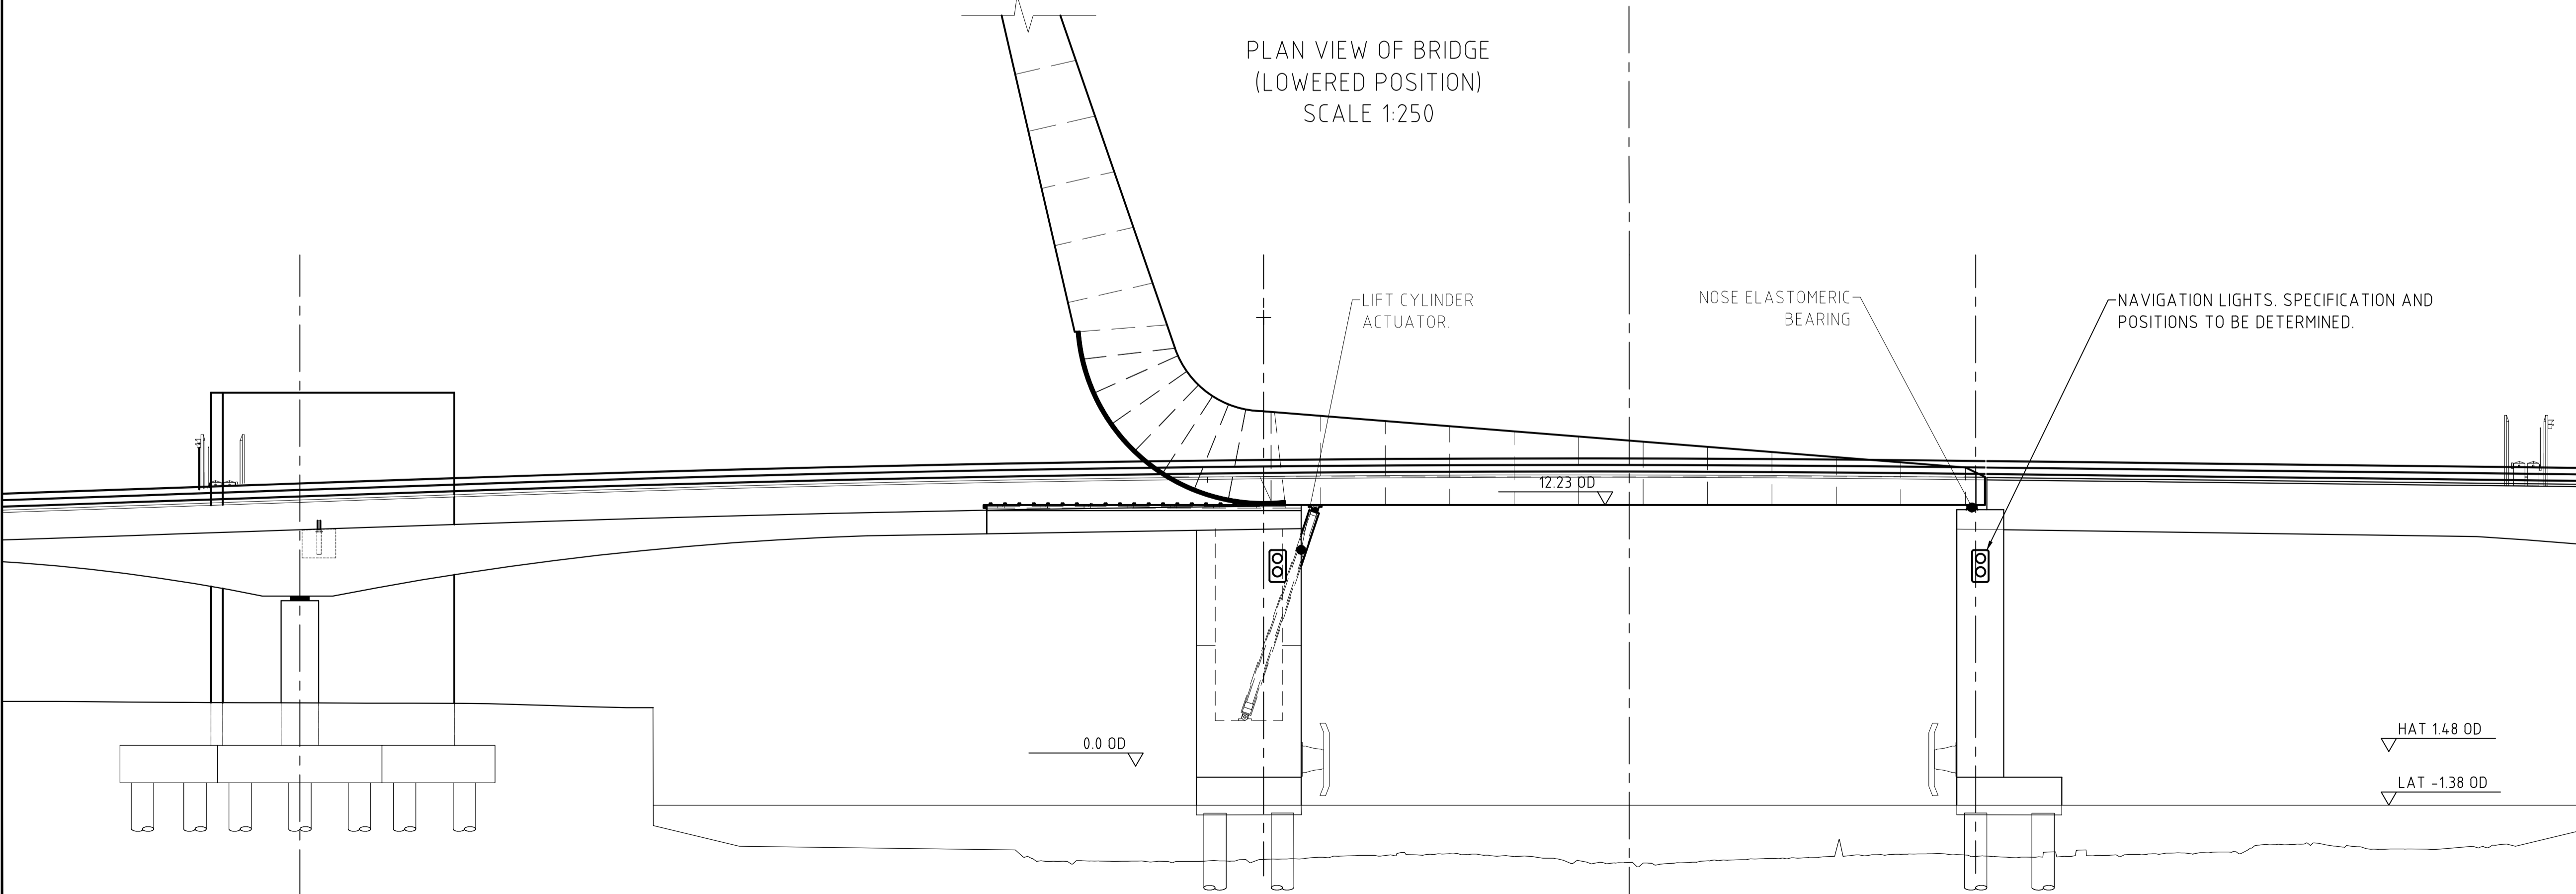 PLAN VIEW OF BRIDGE
(LOWERED POSITION)
SCALE 1:250
LIFT CYLINDER
ACTUATOR.
NOSE ELASTOMERIC
BEARING
NAVIGATION LIGHTS. SPECIFICATION AND
POSITIONS TO BE DETERMINED.
12.23 OD
0.0 OD
HAT 1.48 OD
LAT -1.38 OD